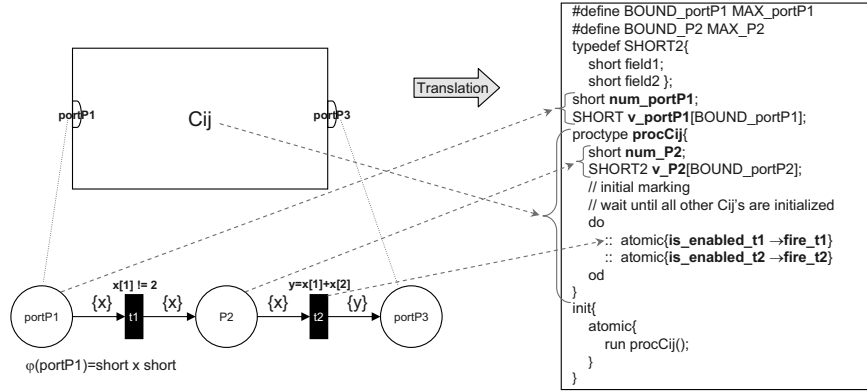 portP1
Cij
portP3
Translation
x[1] != 2
y=x[1]+x[2]
portP1
{x}
t1
{x}
P2
{x}
t2
{y}
portP3
φ(portP1)=short x short
#define BOUND_portP1 MAX_portP1
#define BOUND_P2 MAX_P2
typedef SHORT2{
short field1;
short field2 };
short num_portP1;
SHORT v_portP1[BOUND_portP1];
proctype procCij{
short num_P2;
SHORT2 v_P2[BOUND_portP2];
// initial marking
// wait until all other Cij's are initialized
do
:: atomic{is_enabled_t1 →fire_t1}
:: atomic{is_enabled_t2 →fire_t2}
od
}
init{
atomic{
run procCij();
}
}